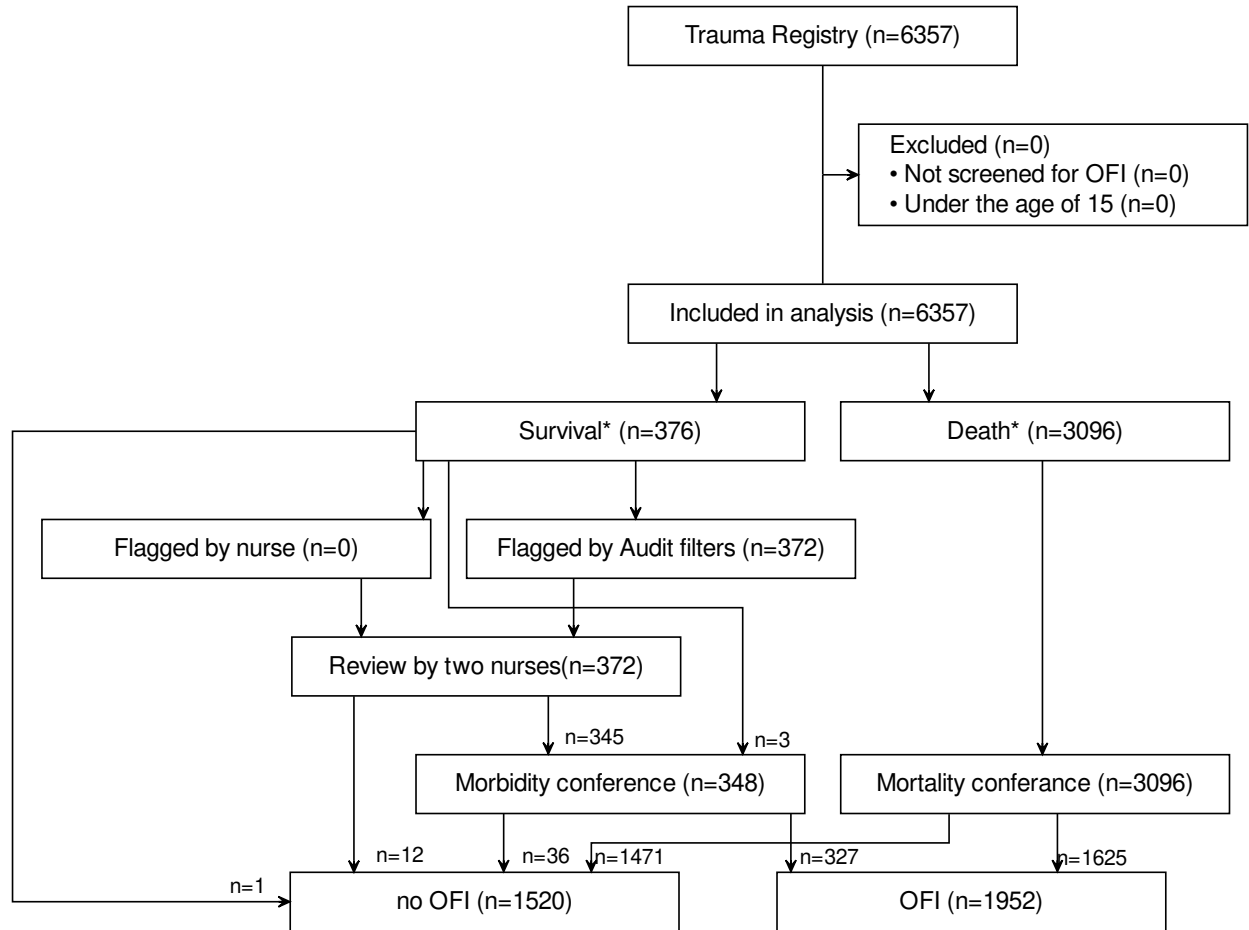 Trauma Registry (n=6357)
Excluded (n=0)
• Not screened for OFI (n=0)
• Under the age of 15 (n=0)
Included in analysis (n=6357)
Survival* (n=376)
Death* (n=3096)
Flagged by nurse (n=0)
Flagged by Audit filters (n=372)
Review by two nurses(n=372)
n=345
n=3
Morbidity conference (n=348)
Mortality conferance (n=3096)
n=12
n=36
n=1471
n=327
n=1625
n=1
no OFI (n=1520)
OFI (n=1952)